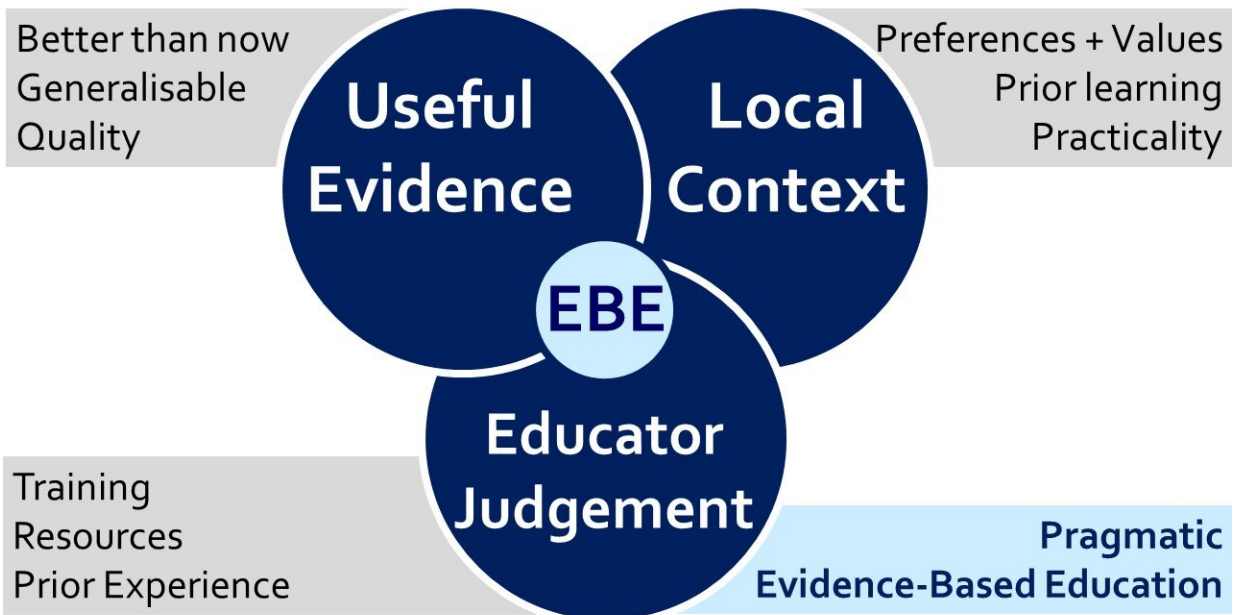 Better than now
Generalisable
Quality
Useful
Evidence
Local
Context
Preferences + Values
Prior learning
Practicality
EBE
Educator
Judgement
Training
Resources
Prior Experience
Pragmatic
Evidence-Based Education